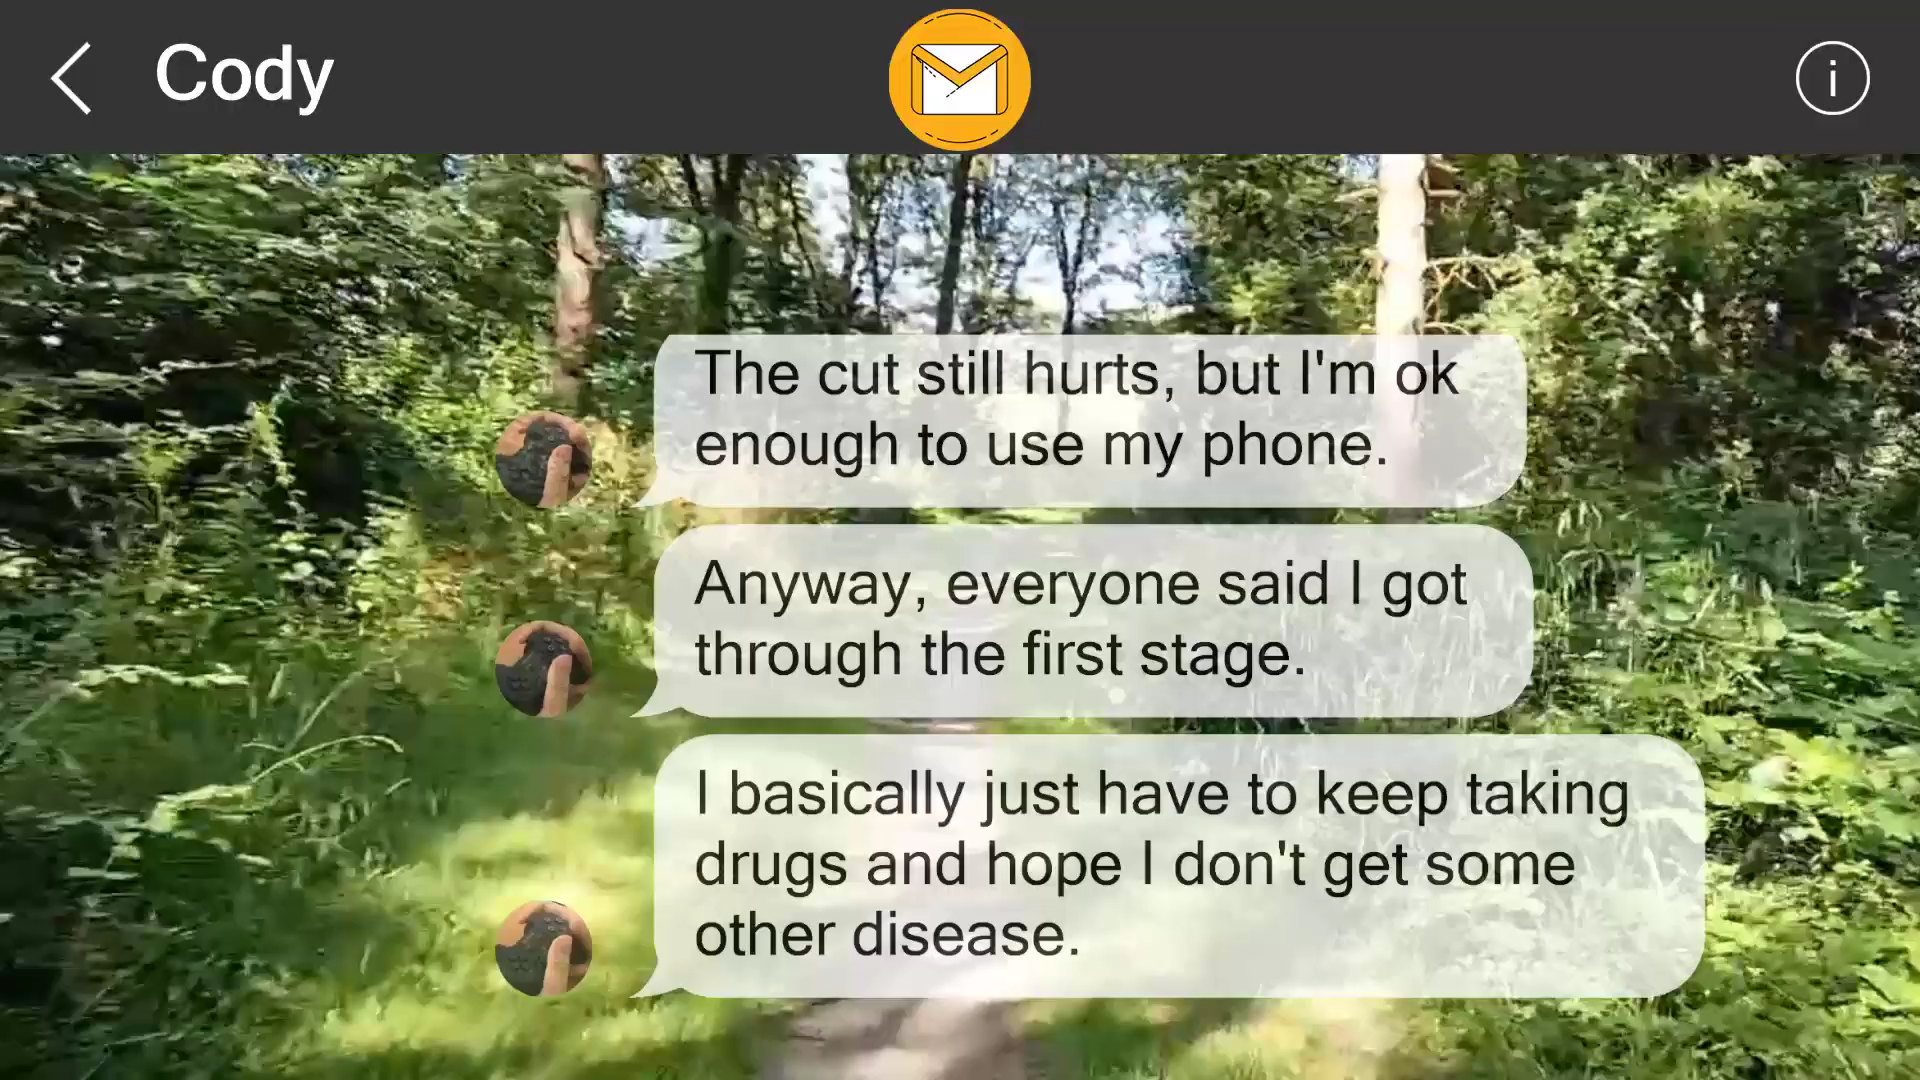 Cody
The cut still hurts, but I'm ok
enough to use my phone.
Anyway, everyone said I got
through the first stage.
I basically just have to keep taking
drugs and hope I don't get some
other disease.